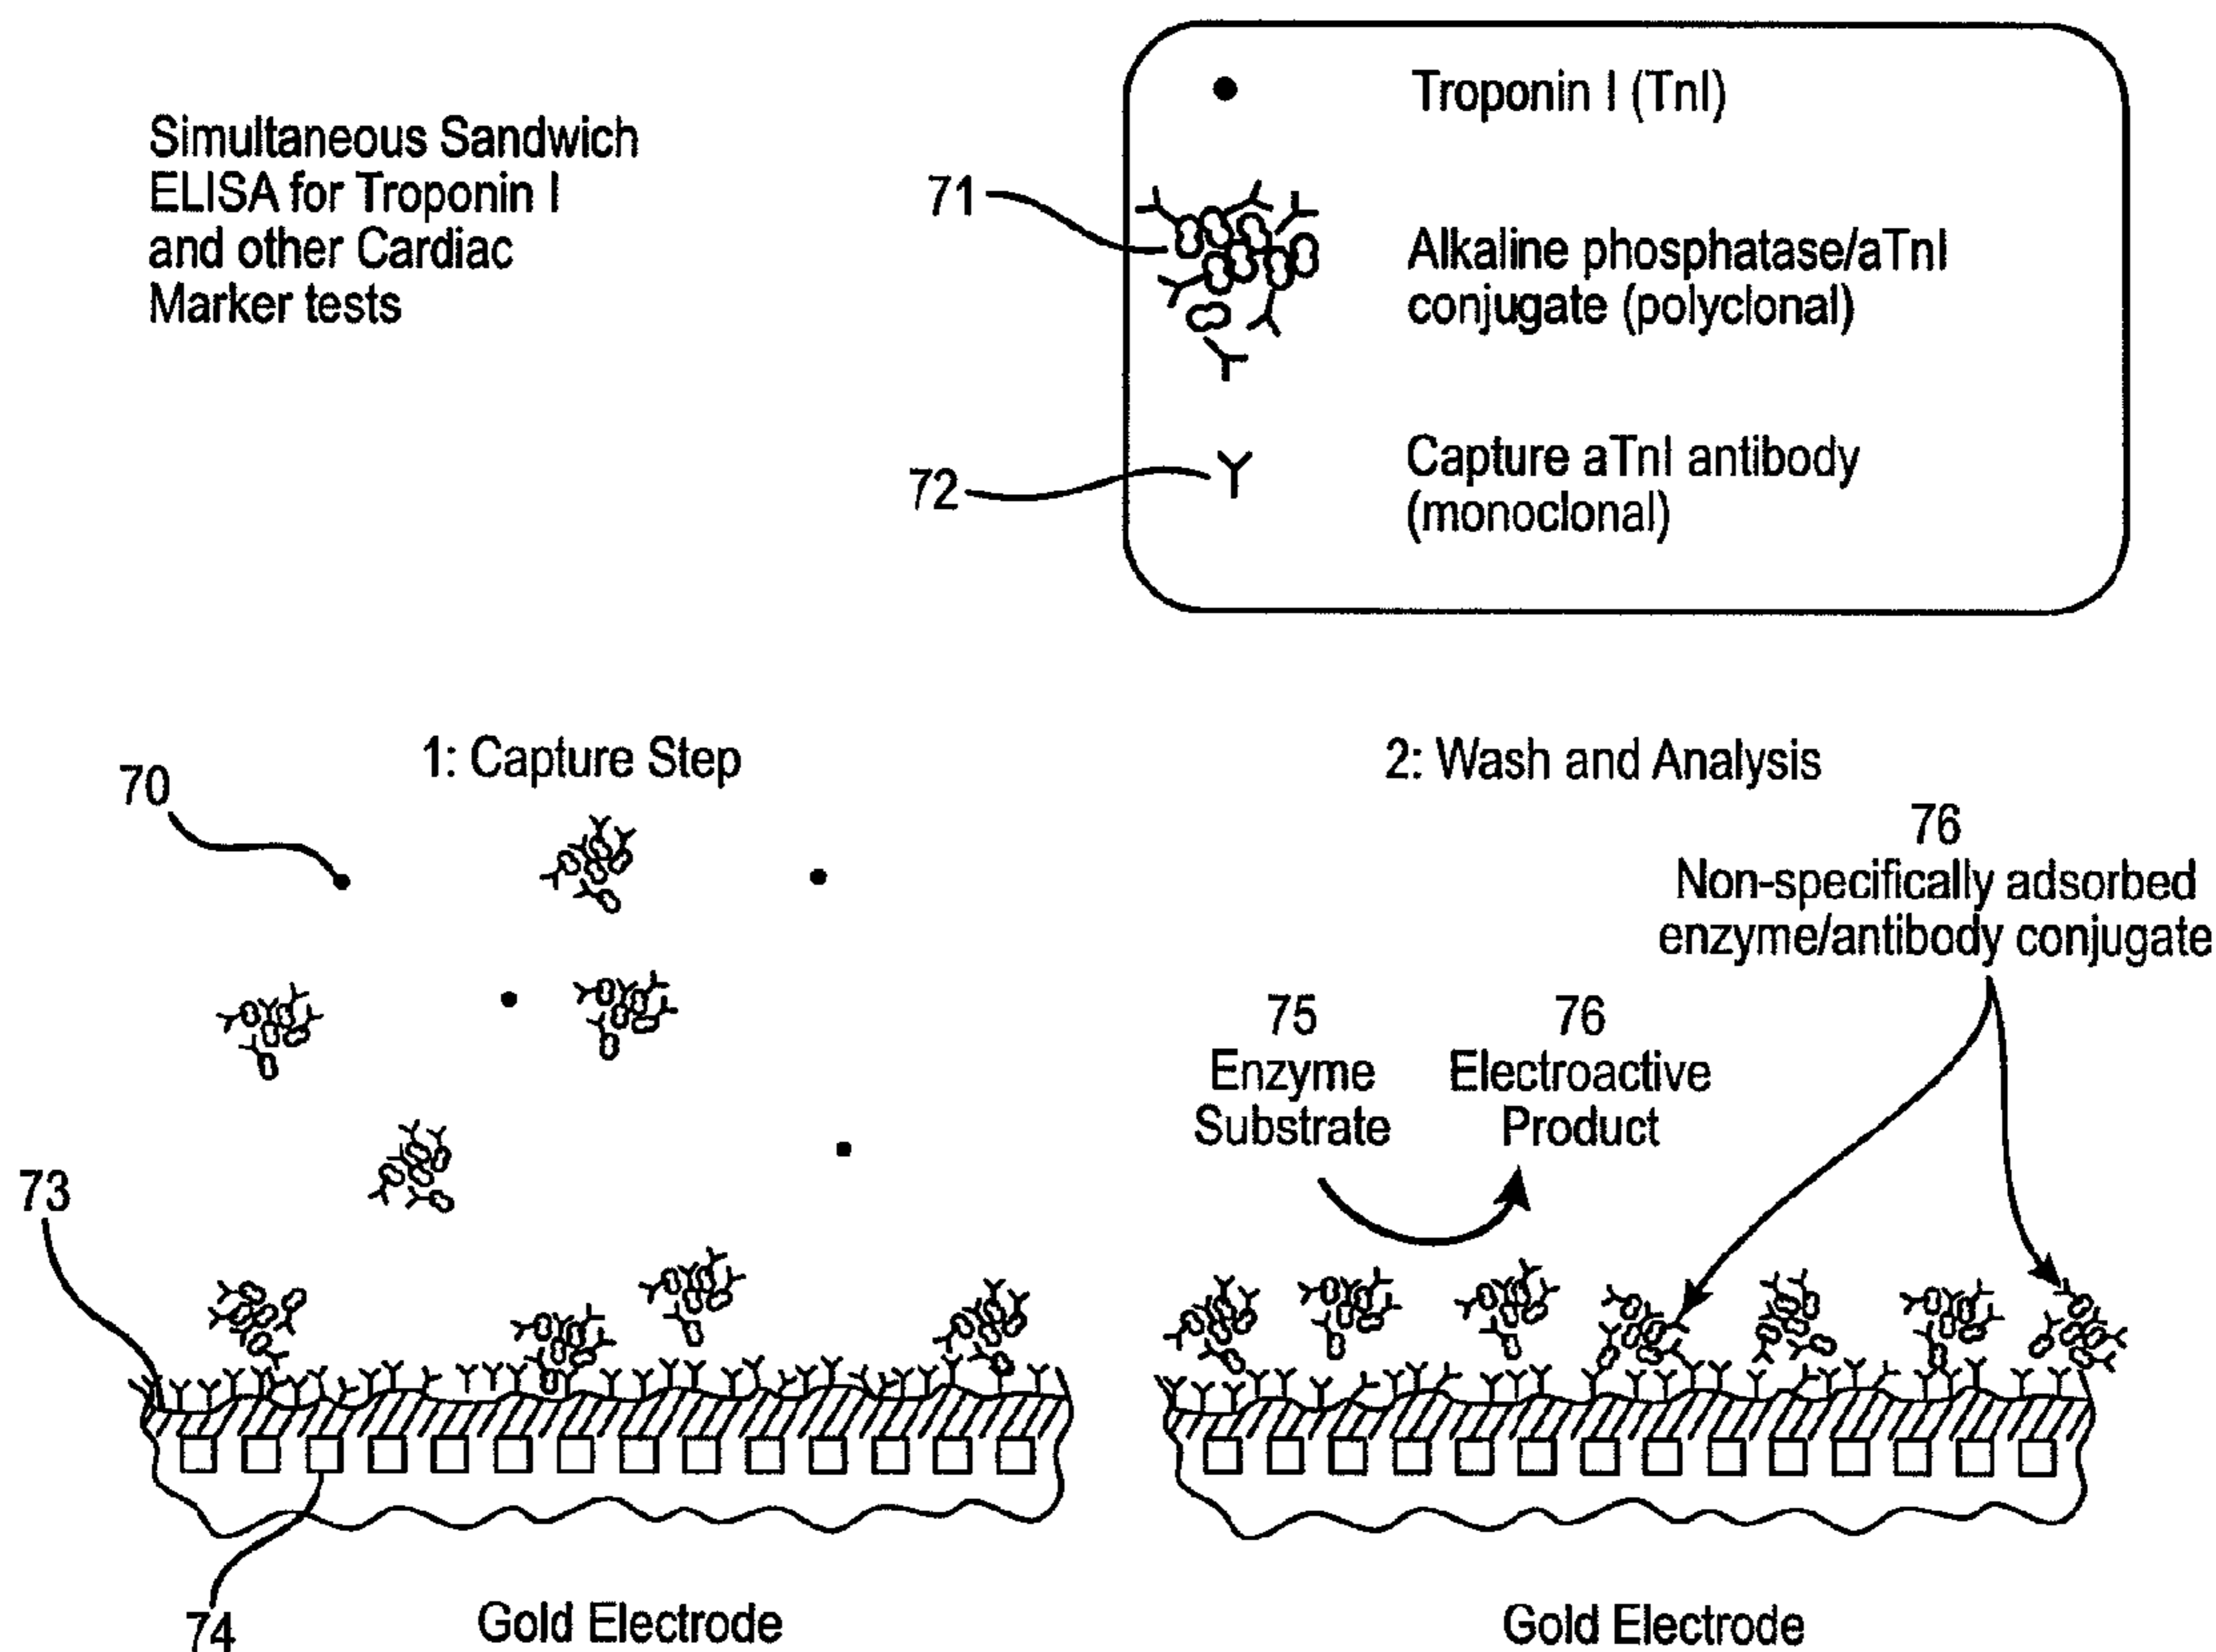 Simultaneous Sandwich
ELISA for Troponin I
and other Cardiac
Marker tests
Troponin I (TnI)
71
Alkaline phosphatase/aTnI
conjugate (polyclonal)
72
Capture aTnI antibody
(monoclonal)
1: Capture Step
70
73
74
Gold Electrode
2: Wash and Analysis
76
Non-specifically adsorbed
enzyme/antibody conjugate
75
Enzyme
Substrate
76
Electroactive
Product
Gold Electrode